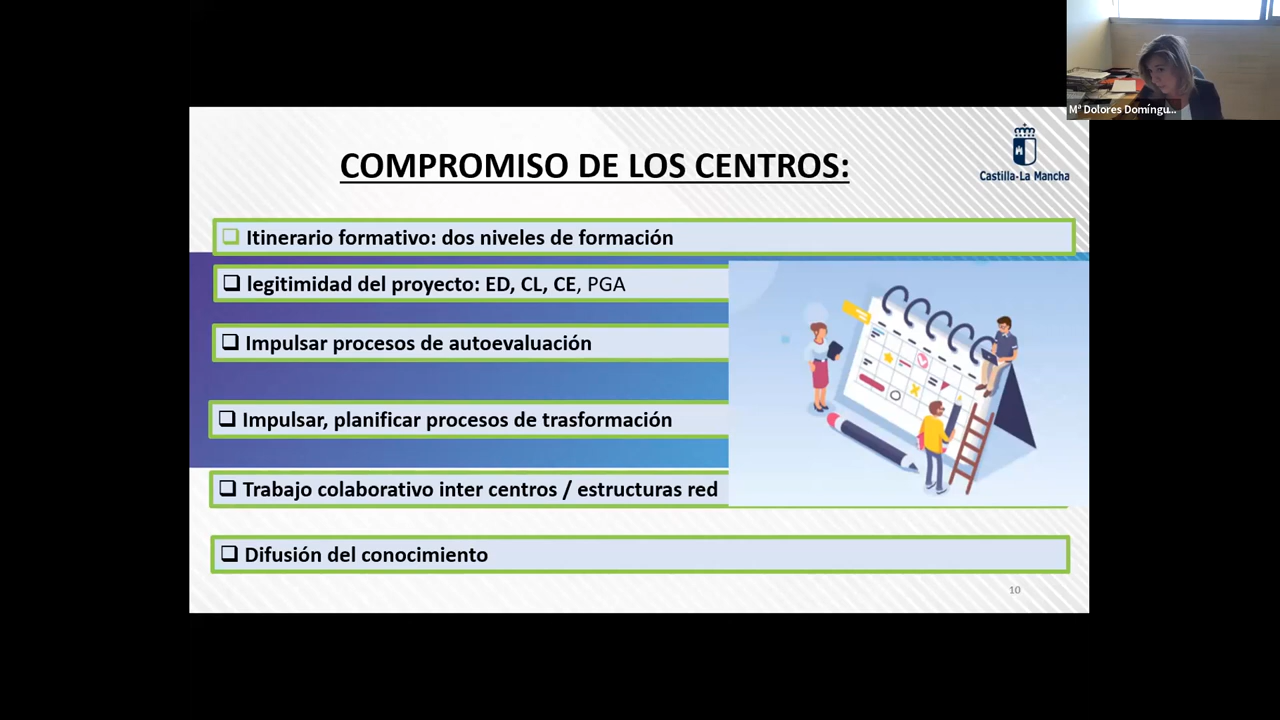 Mª Dolores Domíngu...
COMPROMISO DE LOS CENTROS:
Castilla-La Mancha
Itinerario formativo: dos niveles de formación
legitimidad del proyecto: ED, CL, CE, PGA
Impulsar procesos de autoevaluación
Impulsar, planificar procesos de trasformación
Trabajo colaborativo inter centros / estructuras red
Difusión del conocimiento
10